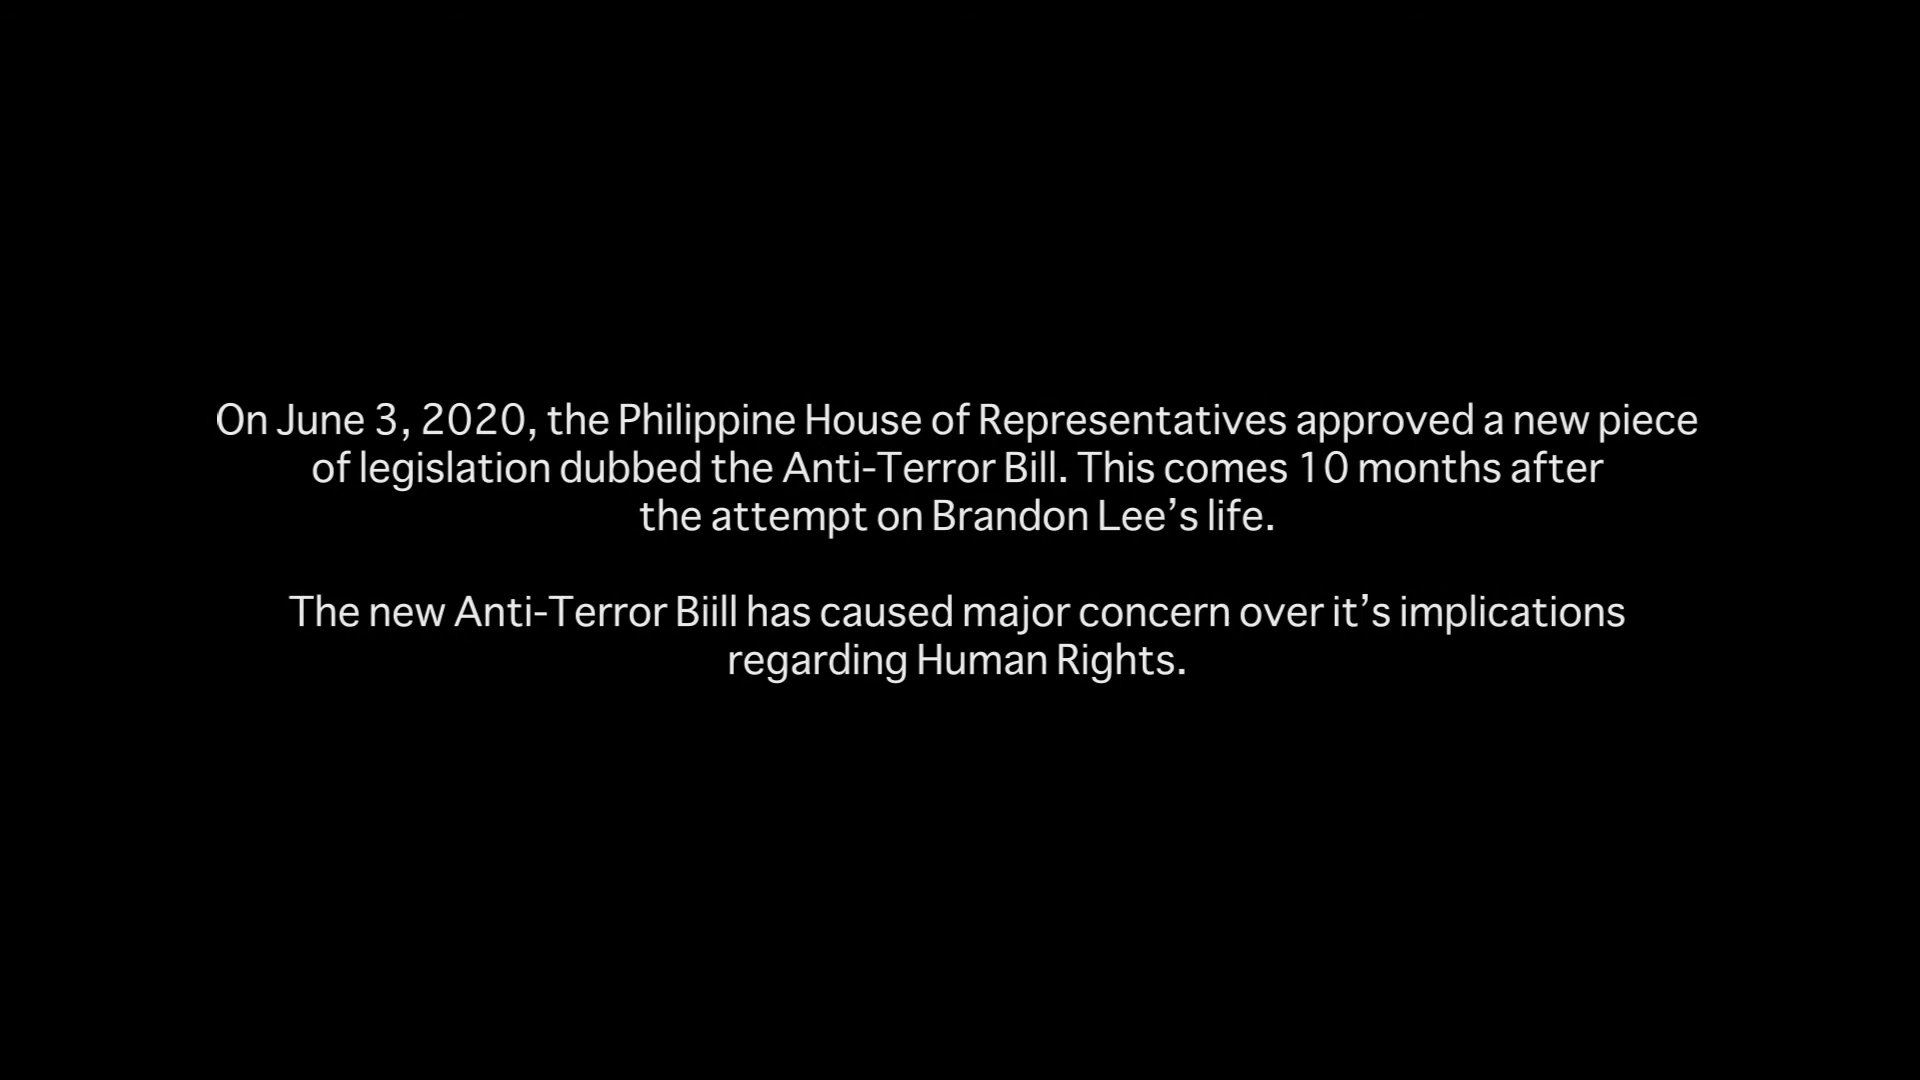 On June 3, 2020, the Philippine House of Representatives approved a new piece
of legislation dubbed the Anti-Terror Bill. This comes 10 months after
the attempt on Brandon Lee’s life.
The new Anti-Terror Biill has caused major concern over it’s implications
regarding Human Rights.